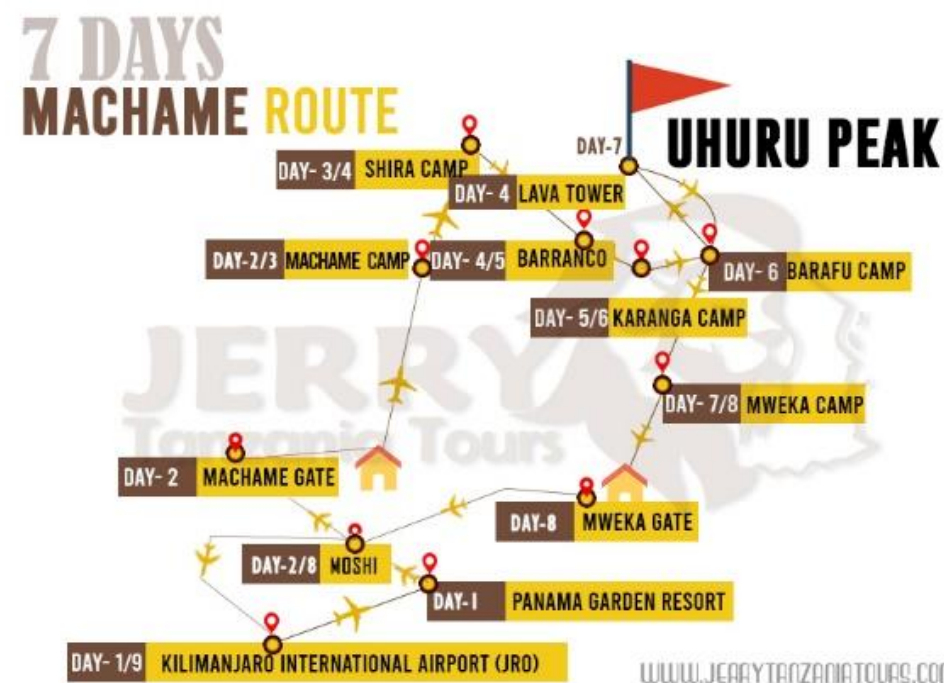 7 DAYS
MACHAME ROUTE
DAY-7
UHURU PEAK
DAY- 3/4 SHIRA CAMP
DAY- 4 LAVA TOWER
DAY-2/3 MACHAME CAMP
DAY- 4/5 BARRANCO
DAY- 6 BARAFU CAMP
DAY- 5/6 KARANGA CAMP
JERRY
Tanzania Tours
DAY- 7/8 MWEKA CAMP
DAY- 2 MACHAME GATE
DAY-8 MWEKA GATE
DAY-2/8 MOSHI
DAY-1 PANAMA GARDEN RESORT
DAY- 1/9 KILIMANJARO INTERNATIONAL AIRPORT (JRO)
WWW.JERRYTANZANIATOURS.COM